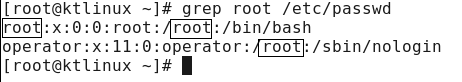 [root@ktlinux ~]# grep root /etc/passwd
root:x:0:0:root:/root:/bin/bash
operator:x:11:0:operator:/root:/sbin/nologin
[root@ktlinux ~]#